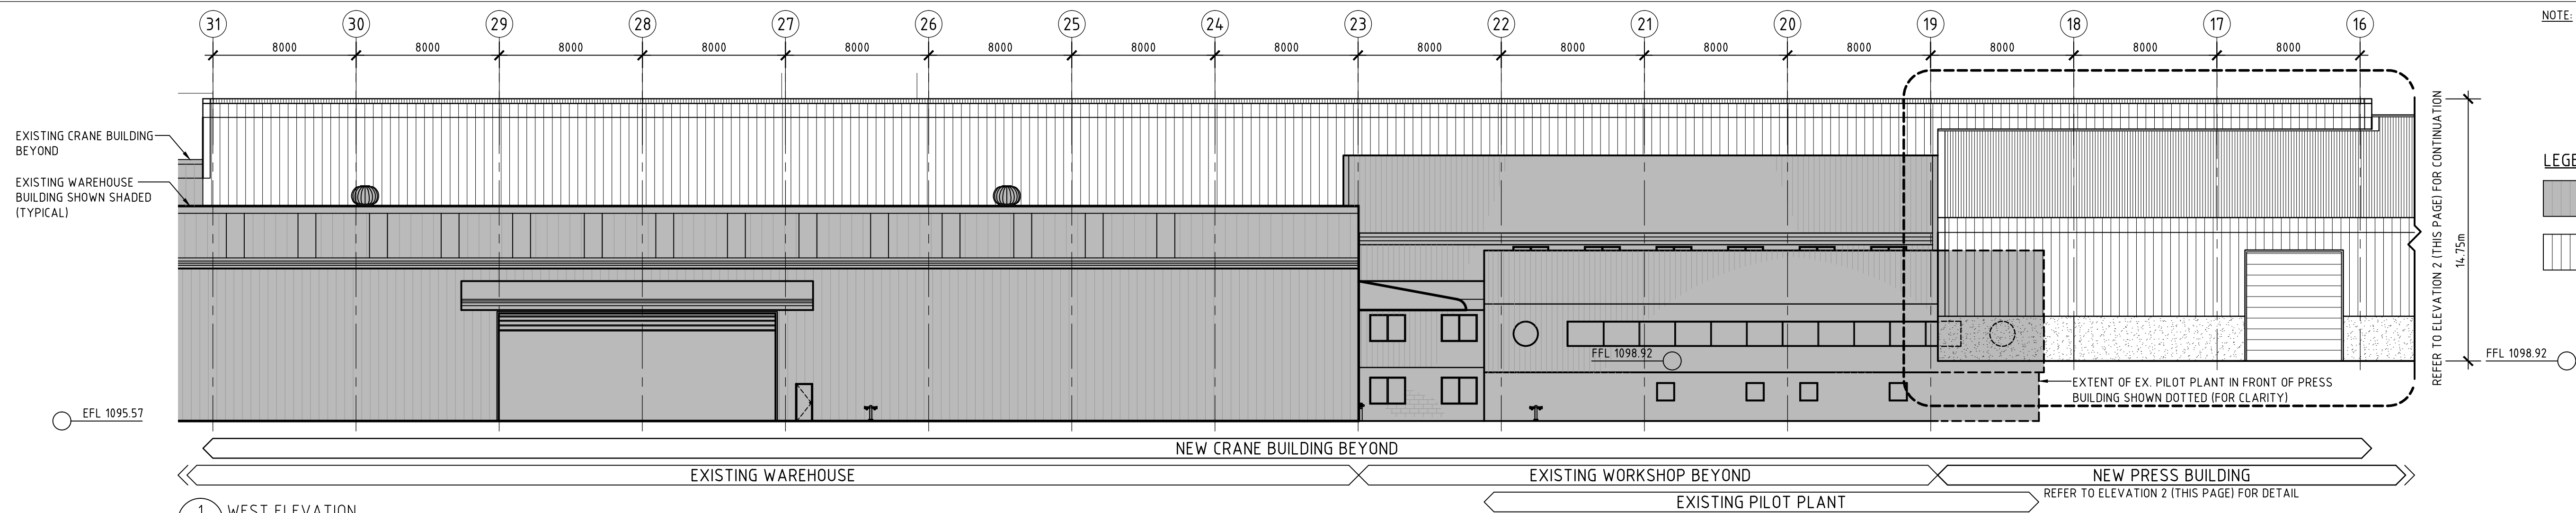 31 30 29 28 27 26 25 24 23 22 21 20 19 18 17 16
8000 8000 8000 8000 8000 8000 8000 8000 8000 8000 8000 8000 8000 8000 8000
NOTE:
EXISTING CRANE BUILDING
BEYOND
EXISTING WAREHOUSE
BUILDING SHOWN SHADED
(TYPICAL)
REFER TO ELEVATION 2 (THIS PAGE) FOR CONTINUATION
14.75m
LEGE
FFL 1098.92
FFL 1098.92
EXTENT OF EX. PILOT PLANT IN FRONT OF PRESS
BUILDING SHOWN DOTTED (FOR CLARITY)
EFL 1095.57
NEW CRANE BUILDING BEYOND
EXISTING WAREHOUSE
EXISTING WORKSHOP BEYOND
NEW PRESS BUILDING
REFER TO ELEVATION 2 (THIS PAGE) FOR DETAIL
EXISTING PILOT PLANT
1 WEST ELEVATION